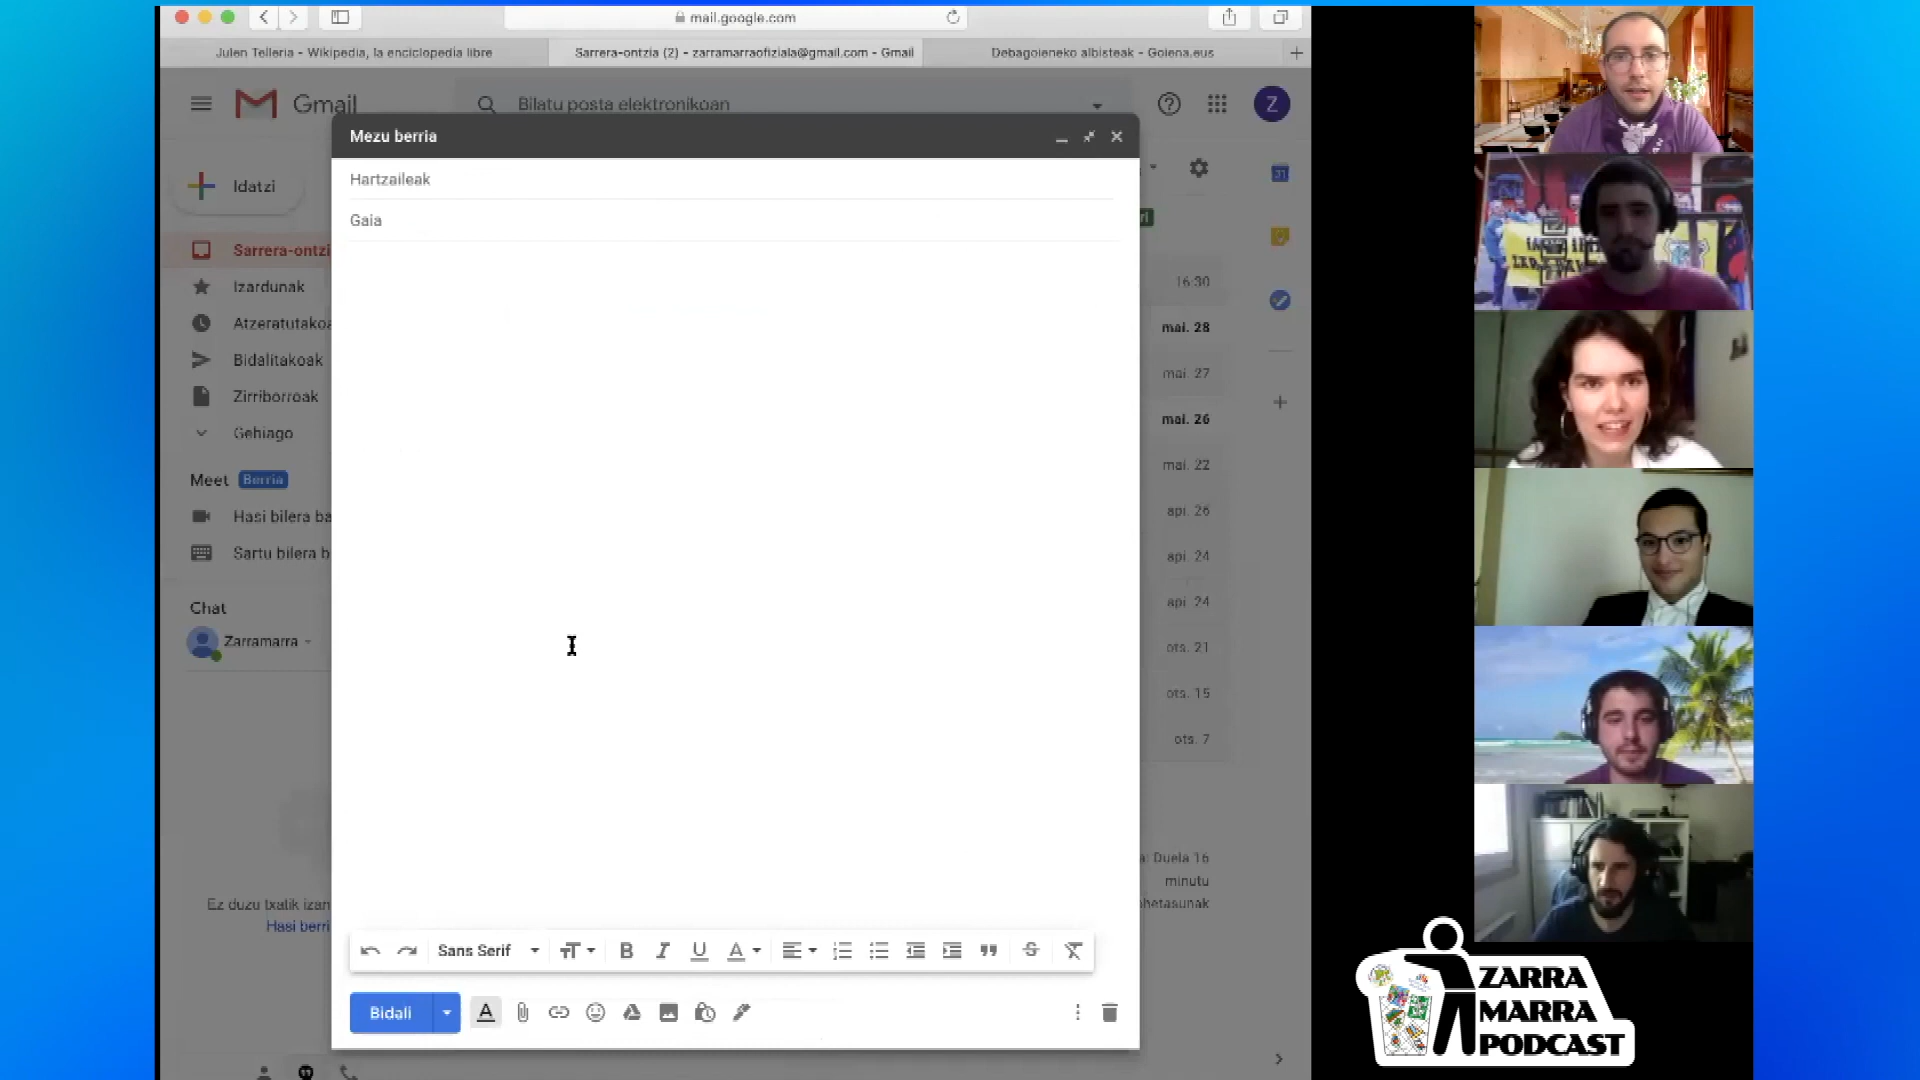 mail.google.com
Julen Telleria - Wikipedia, la enciclopedia libre
Sarrera-ontzia (2) - zarramarraofiziala@gmail.com - Gmail
Debagoieneko albisteak - Goiena.eus
Gmail
Bilatu posta elektronikoan
Z
Mezu berria
Hartzaileak
Gaia
Idatzi
Sarrera-ontzi
Izardunak
Atzeratutako
Bidalitakoak
Zirriborroak
Gehiago
Meet Berria
Hasi bilera ba
Sartu bilera b
Chat
Zarramarra
Ez duzu txalik izan
Hasi berri
31
16:30
mai. 28
mai. 27
mai. 26
mai. 22
api. 26
api. 24
api. 24
ots. 21
ots. 15
ots. 7
a: Duela 16
minutu
hetasunak
Sans Serif
Bidali
ZARRA
MARRA
PODCAST